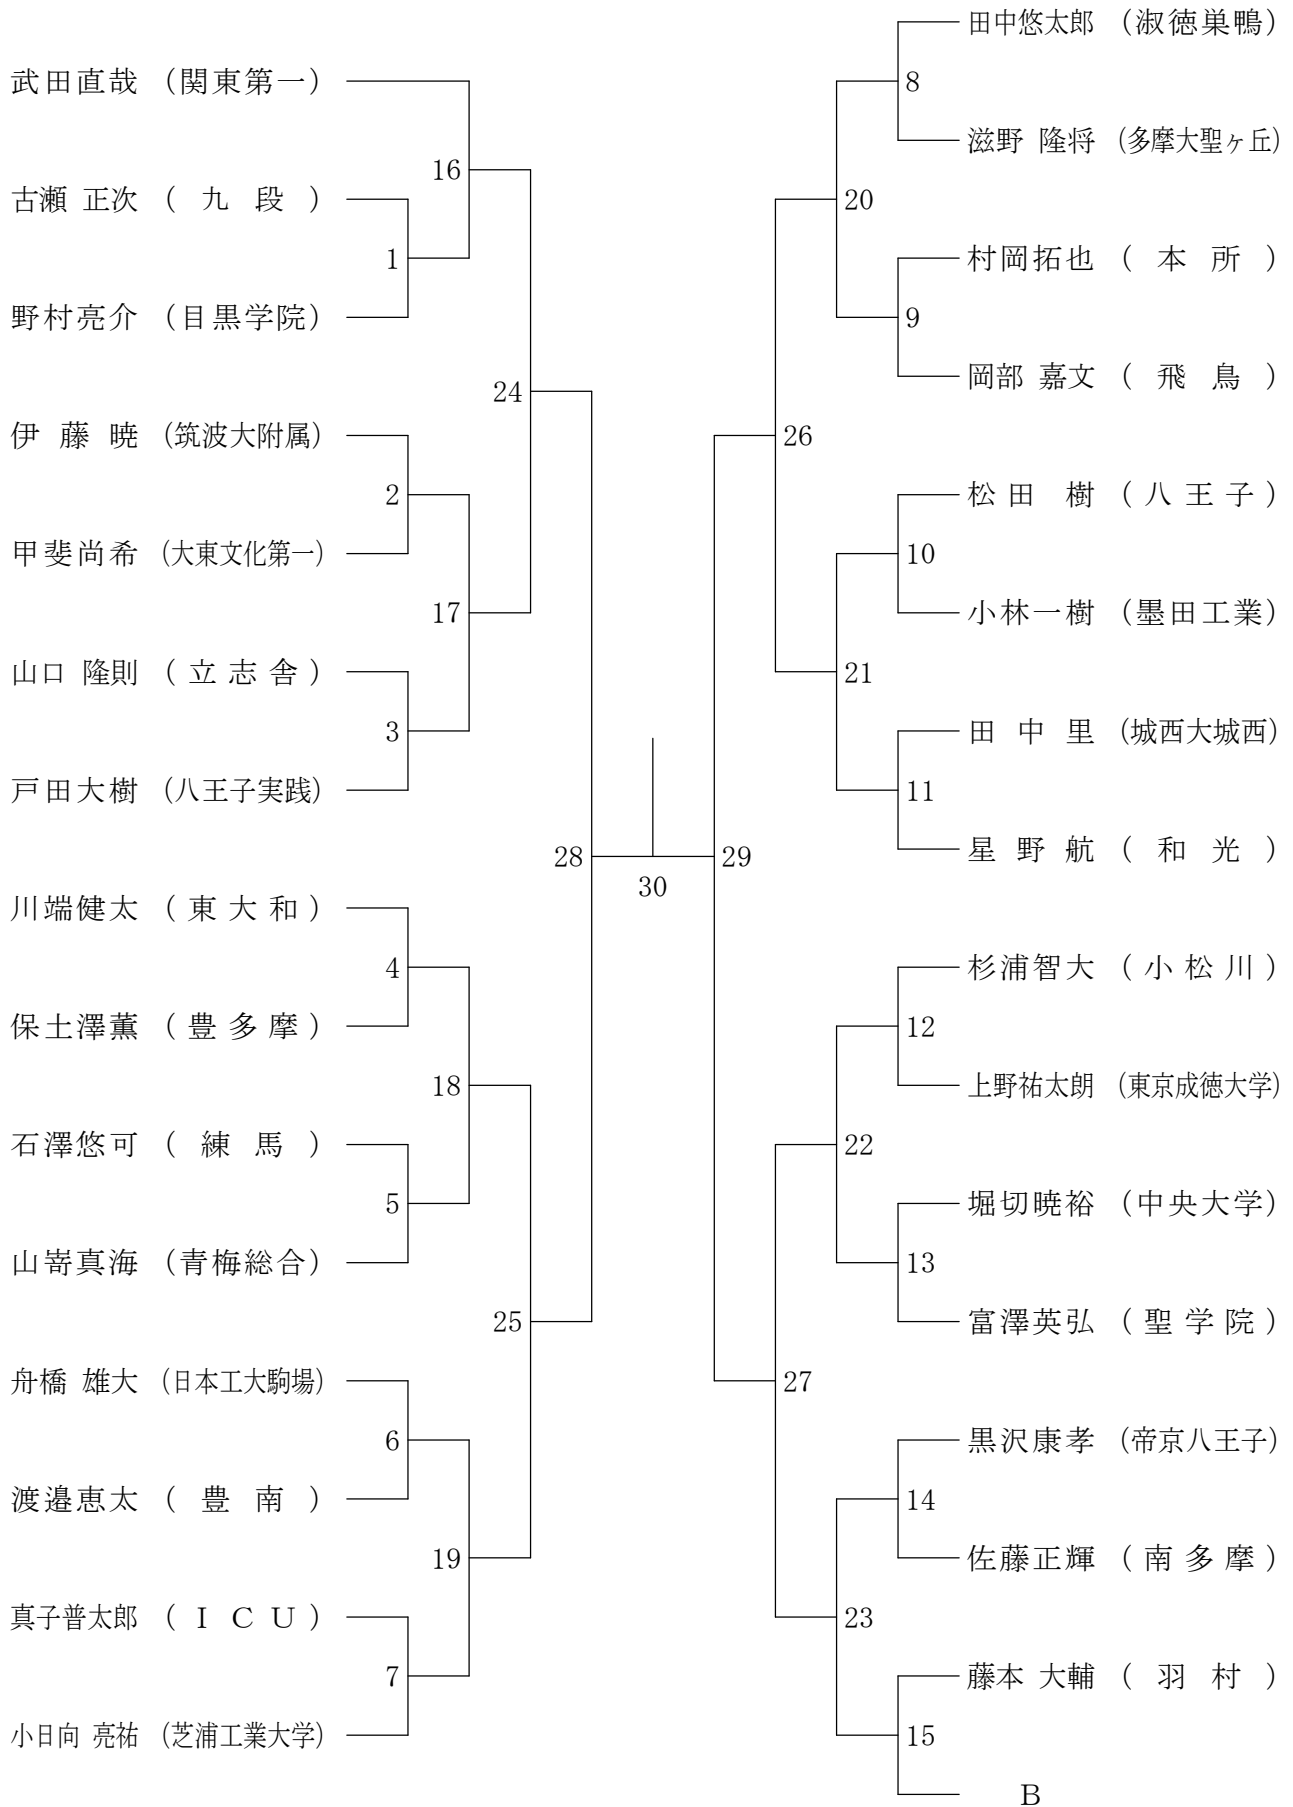 武田直哉 (関東第一)
16
古瀬 正次 ( 九 段 )
1
野村亮介 (目黒学院)
24
伊 藤 暁 (筑波大附属)
2
甲斐尚希 (大東文化第一)
17
山口 隆則 ( 立 志 舎 )
3
戸田大樹 (八王子実践)
28
川端健太 ( 東 大 和 )
4
保土澤薫 ( 豊 多 摩 )
18
石澤悠可 ( 練 馬 )
5
山嵜真海 (青梅総合)
25
舟橋 雄大 (日本工大駒場)
6
渡邉恵太 ( 豊 南 )
19
真子普太郎 ( I C U )
7
小日向 亮祐 (芝浦工業大学)
30
田中悠太郎 (淑徳巣鴨)
8
滋野 隆将 (多摩大聖ヶ丘)
20
村岡拓也 ( 本 所 )
9
岡部 嘉文 ( 飛 鳥 )
26
松田 樹 ( 八 王 子 )
10
小林一樹 (墨田工業)
21
田 中 里 (城西大城西)
11
星 野 航 ( 和 光 )
29
杉浦智大 ( 小 松 川 )
12
上野祐太朗 (東京成徳大学)
22
堀切暁裕 (中央大学)
13
富澤英弘 ( 聖 学 院 )
27
黒沢康孝 (帝京八王子)
14
佐藤正輝 ( 南 多 摩 )
23
藤本 大輔 ( 羽 村 )
15
B